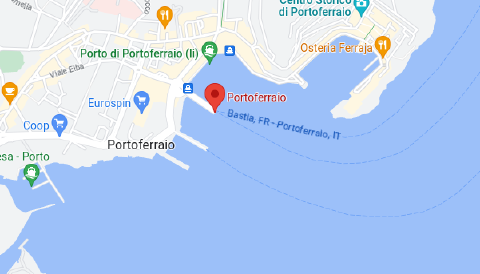 Centro Storico
di Portoferraio
Porto di Portoferraio (li)
Osteria Ferraja
Viale Elba
Portoferraio
Eurospin
Bastia, FR - Portoferraio, IT
Coop
Portoferraio
esa - Porto